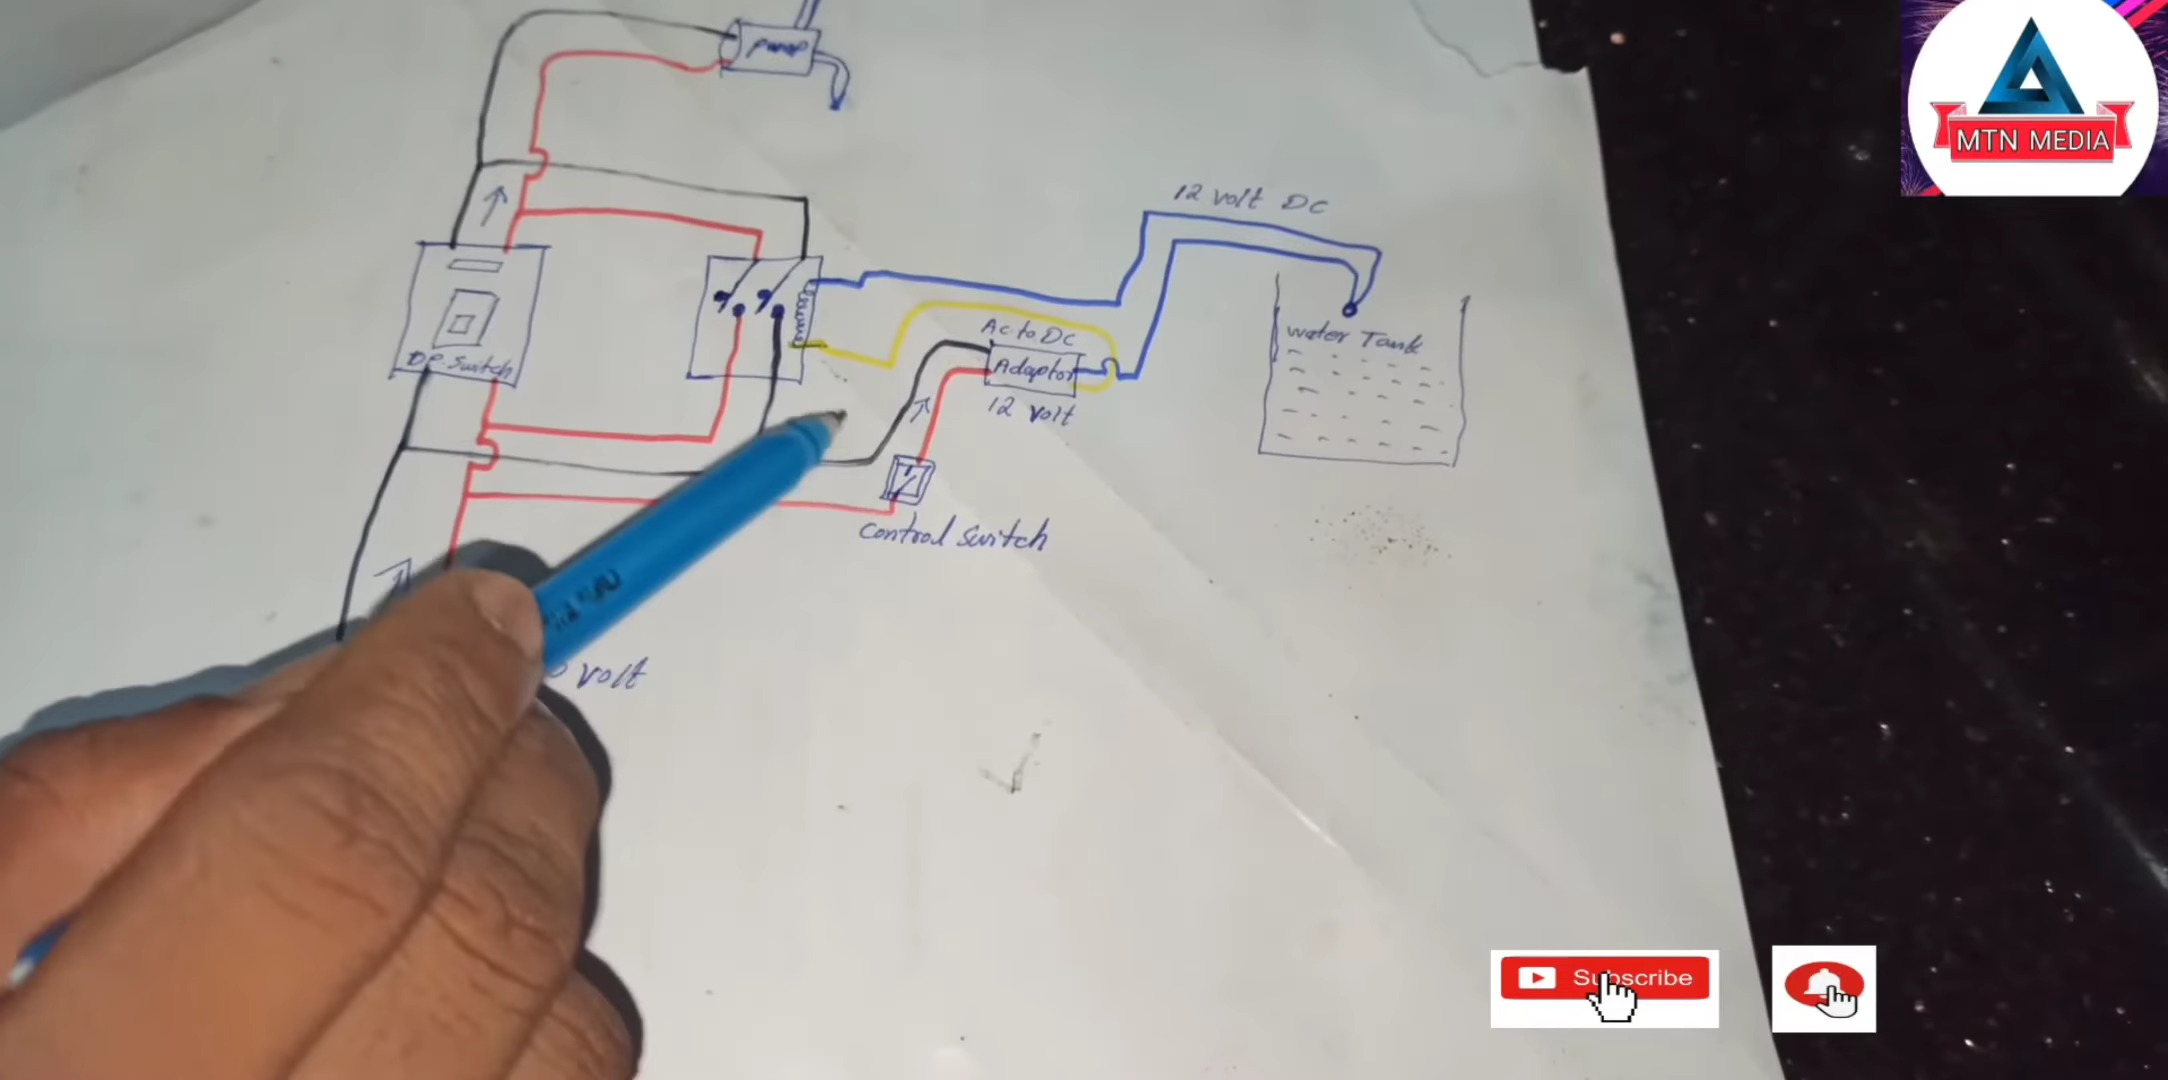 pump
MTN MEDIA
12 volt DC
Ac to Dc
Adaptor
12 volt
water Tank
D.P. Switch
Control Switch
volt
Subscribe